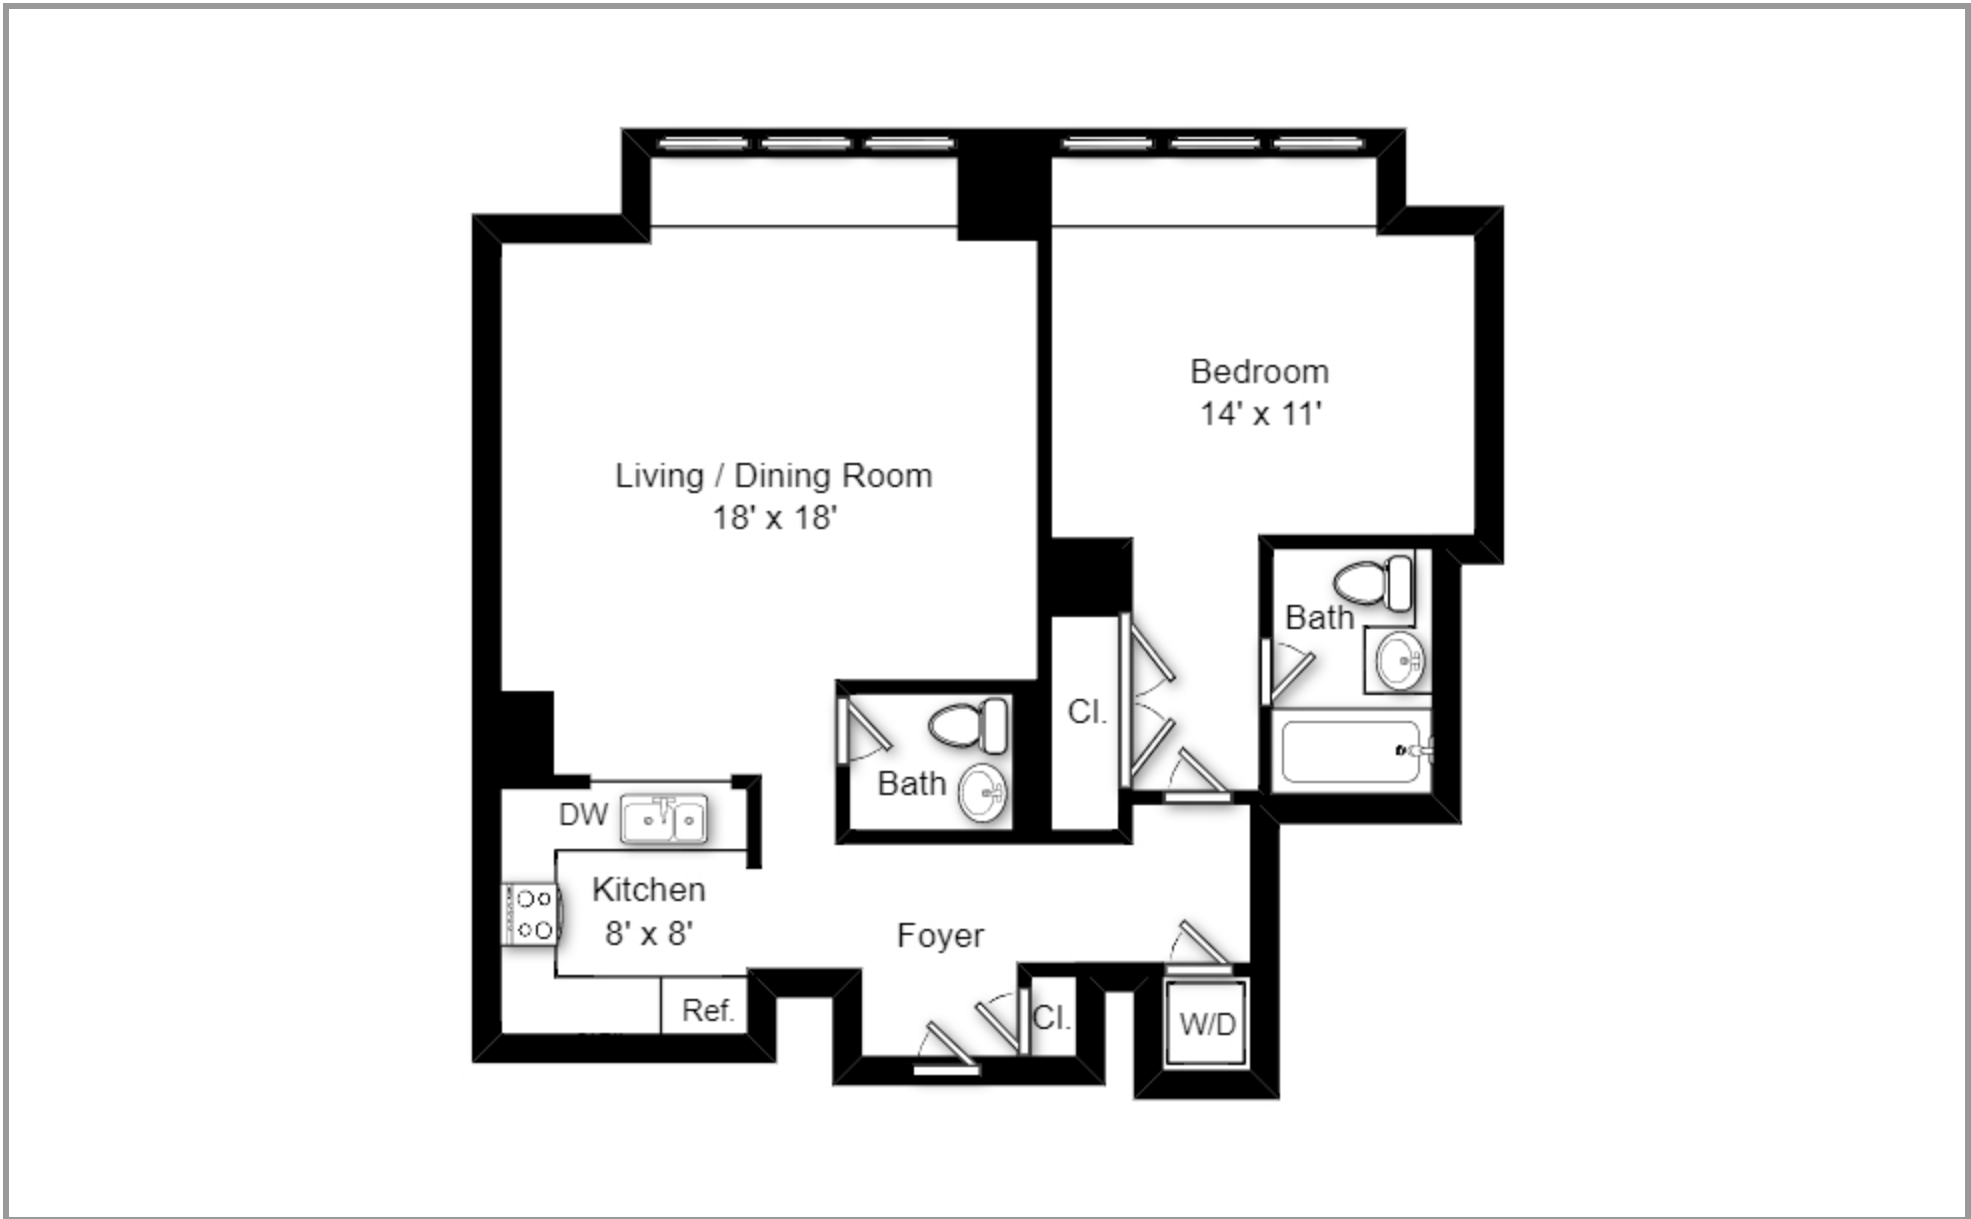 Bedroom
14' x 11'
Living / Dining Room
18' x 18'
Bath
Cl.
Bath
DW
Kitchen
8' x 8'
Foyer
Ref.
Cl.
W/D